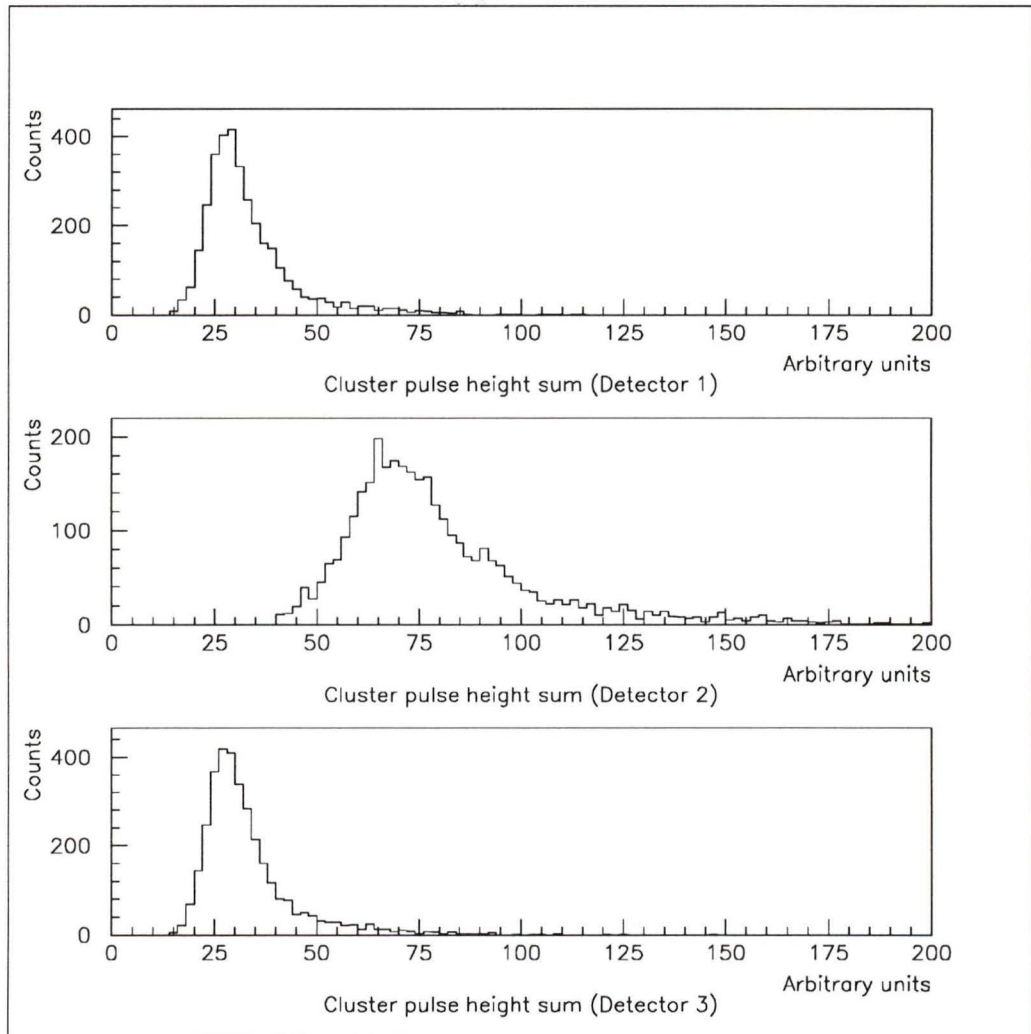 Counts
400
200
0
0 25 50 75 100 125 150 175 200
Arbitrary units
Cluster pulse height sum (Detector 1)
Counts
200
100
0
0 25 50 75 100 125 150 175 200
Arbitrary units
Cluster pulse height sum (Detector 2)
Counts
400
200
0
0 25 50 75 100 125 150 175 200
Arbitrary units
Cluster pulse height sum (Detector 3)